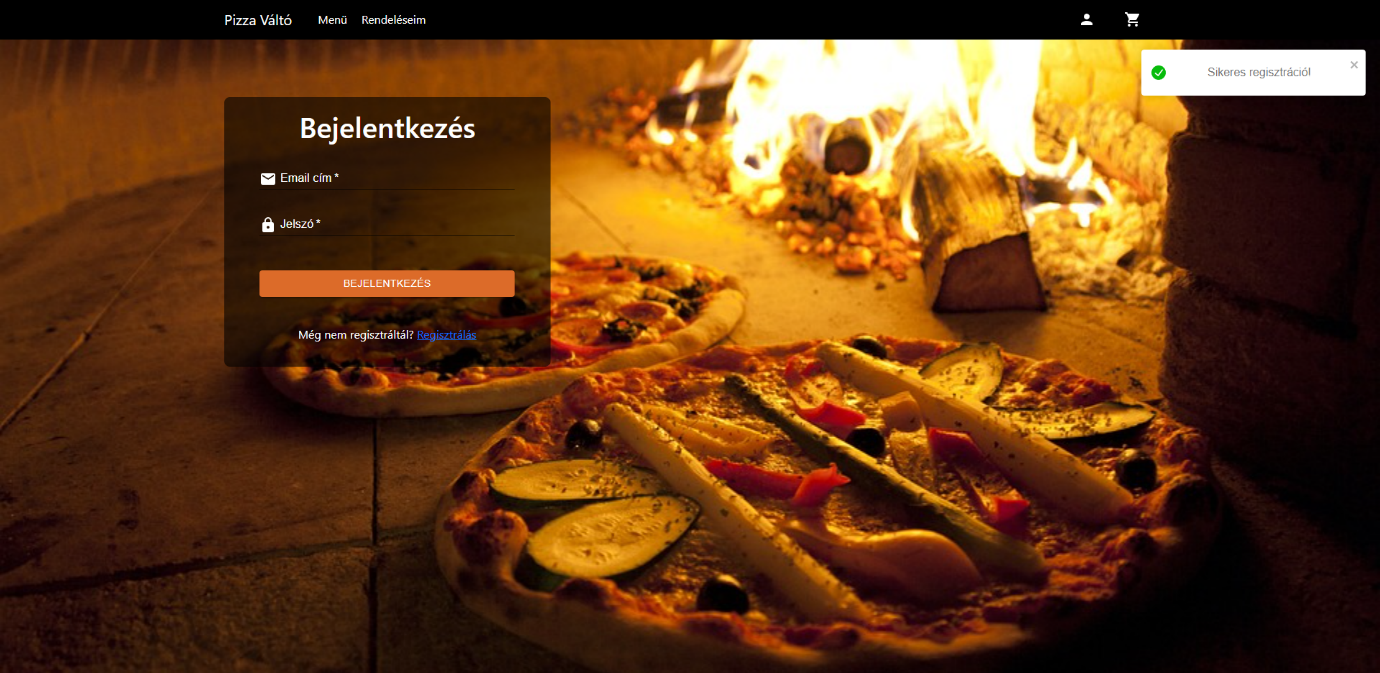 Pizza Váltó Menü Rendeléseim
Sikeres regisztráció!
Bejelentkezés
Email cím *
Jelszó *
BEJELENTKEZÉS
Még nem regisztráltál? Regisztrálás